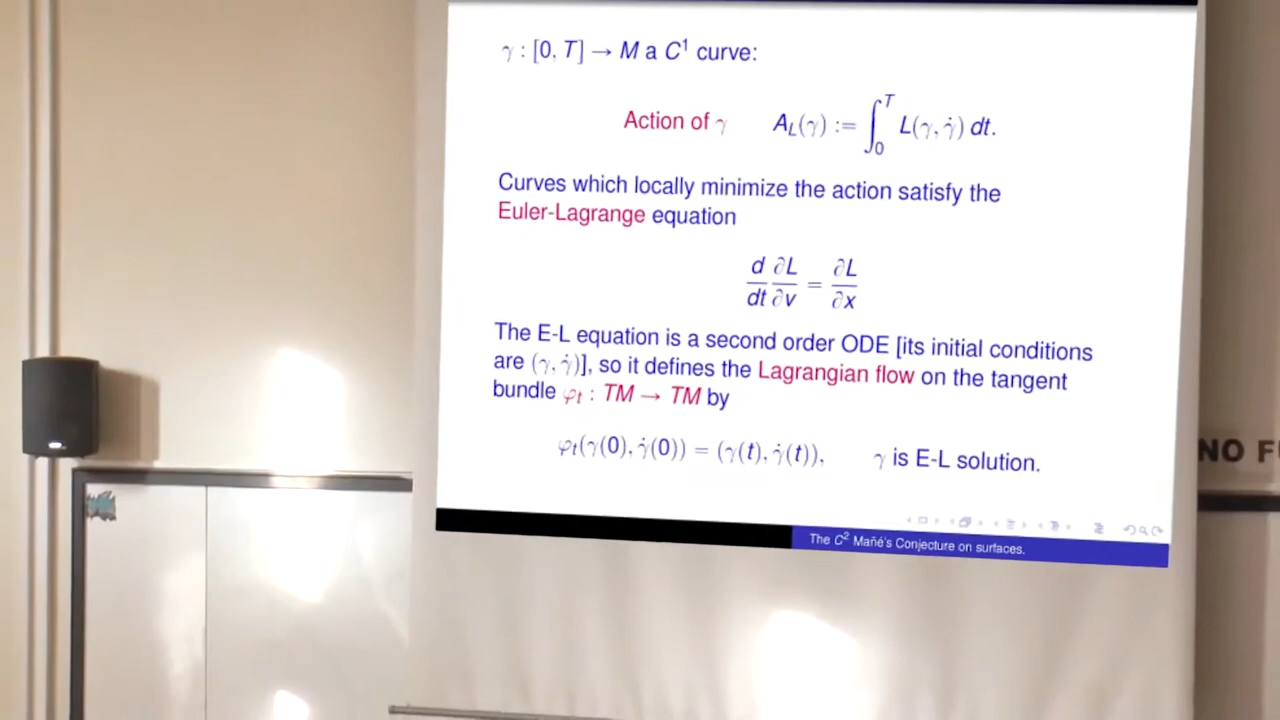 γ : [0, T] → M a C¹ curve:
Action of γ A_L(γ) := ∫₀ᵀ L(γ, γ̇) dt.
Curves which locally minimize the action satisfy the
Euler-Lagrange equation
d/dt ∂L/∂v = ∂L/∂x
The E-L equation is a second order ODE [its initial conditions
are (γ, γ̇)], so it defines the Lagrangian flow on the tangent
bundle φₜ : TM → TM by
φₜ(γ(0), γ̇(0)) = (γ(t), γ̇(t)), γ is E-L solution.
The C² Mañé's Conjecture on surfaces.
NO